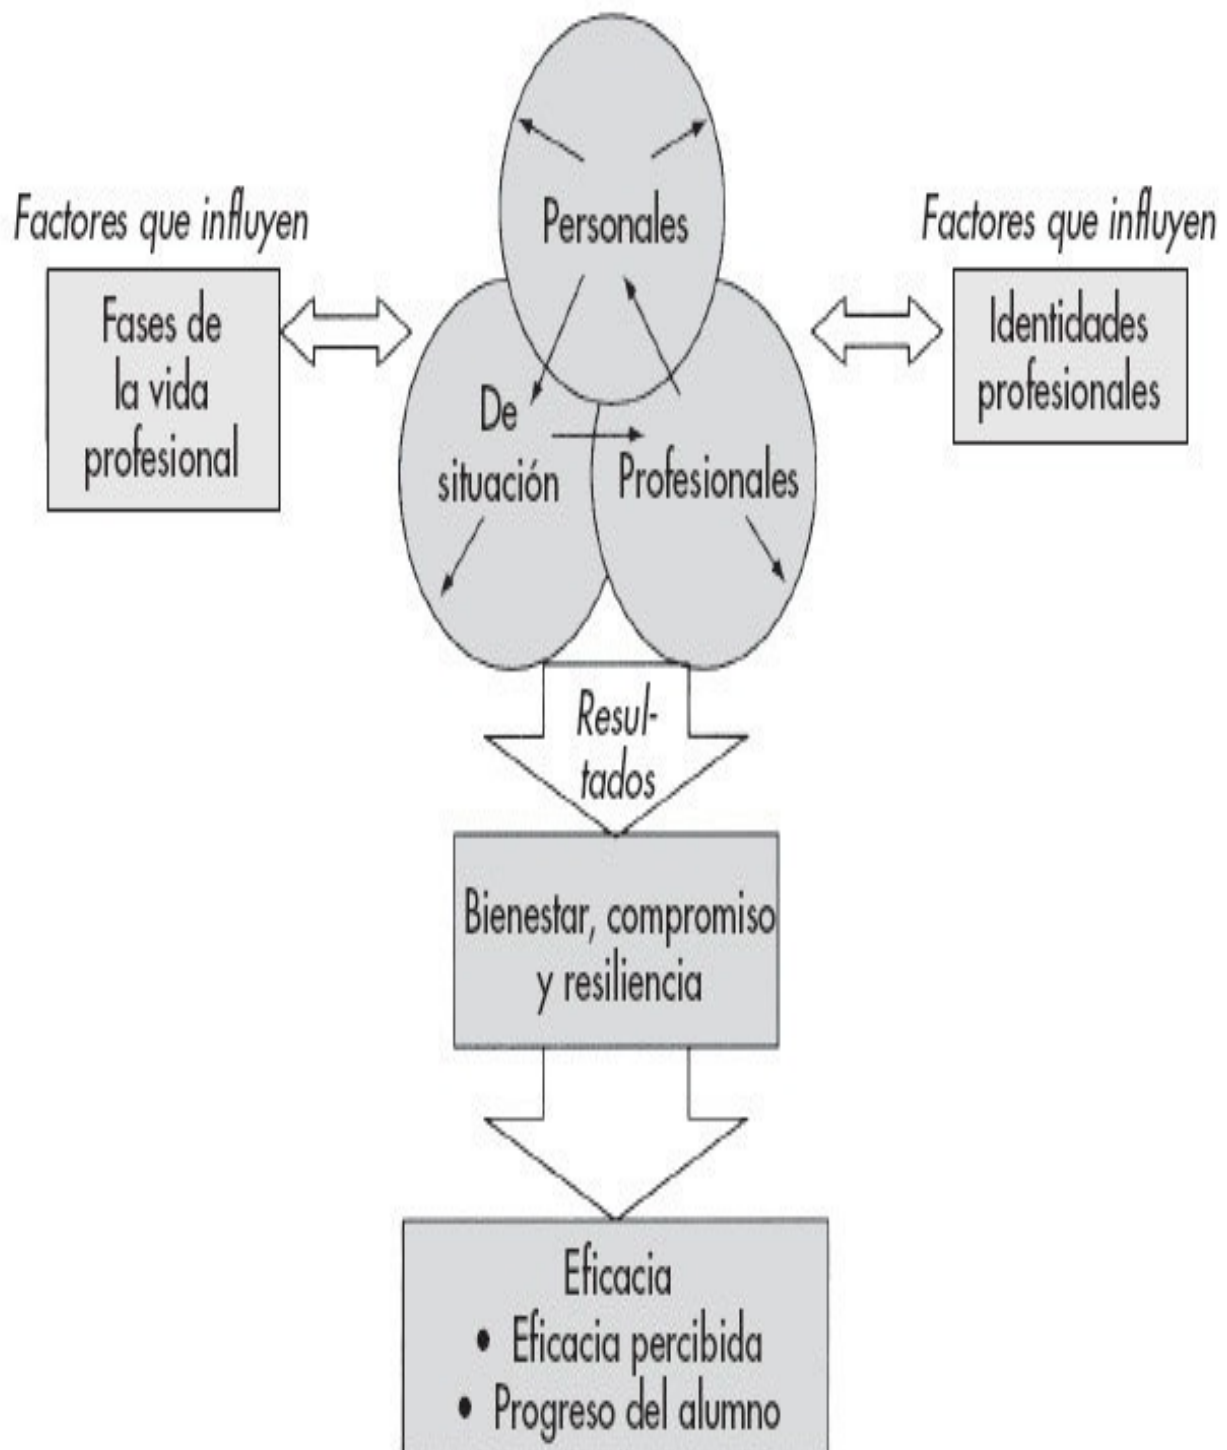 Personales
Factores que influyen
Fases de
la vida
profesional
Factores que influyen
Identidades
profesionales
De
situación
Profesionales
Resul-
tados
Bienestar, compromiso
y resiliencia
Eficacia
• Eficacia percibida
• Progreso del alumno